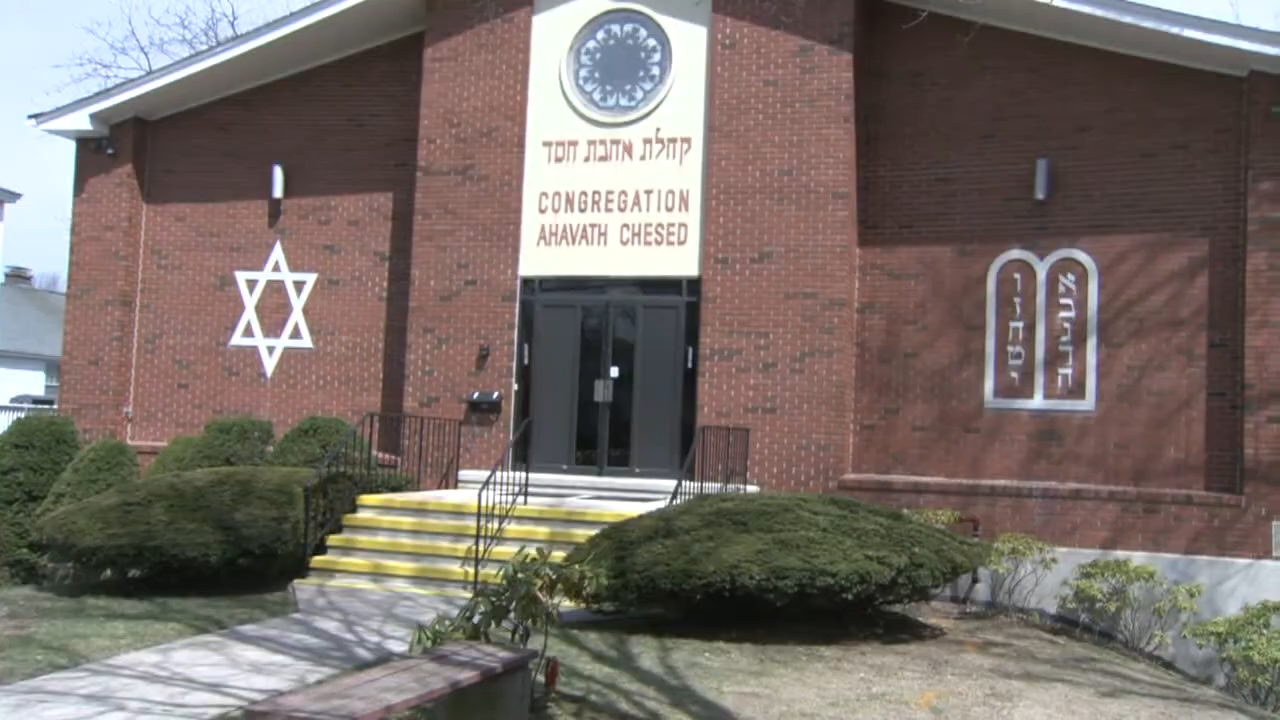 קהלת אהבת חסד
CONGREGATION
AHAVATH CHESED
א ו
ב ז
ג ח
ד ט
ה י